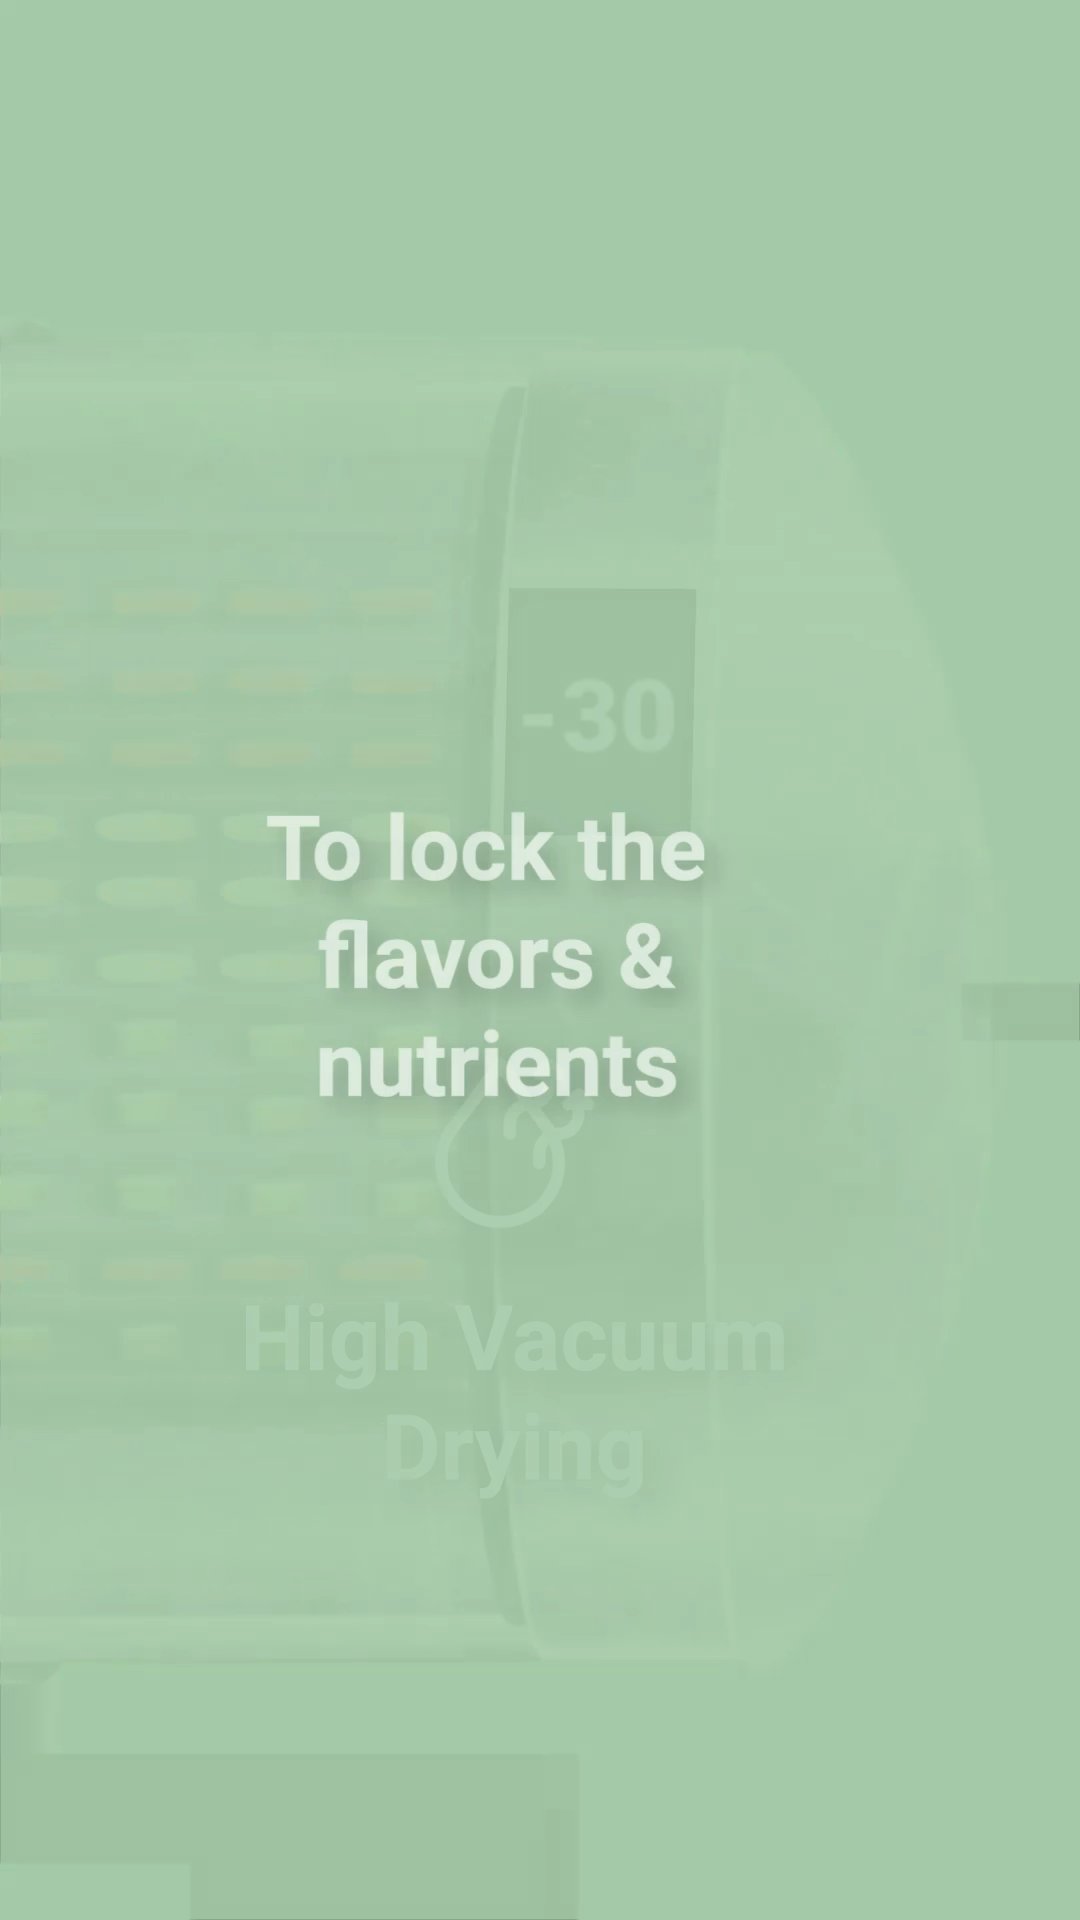 -30
To lock the
flavors &
nutrients
High Vacuum
Drying